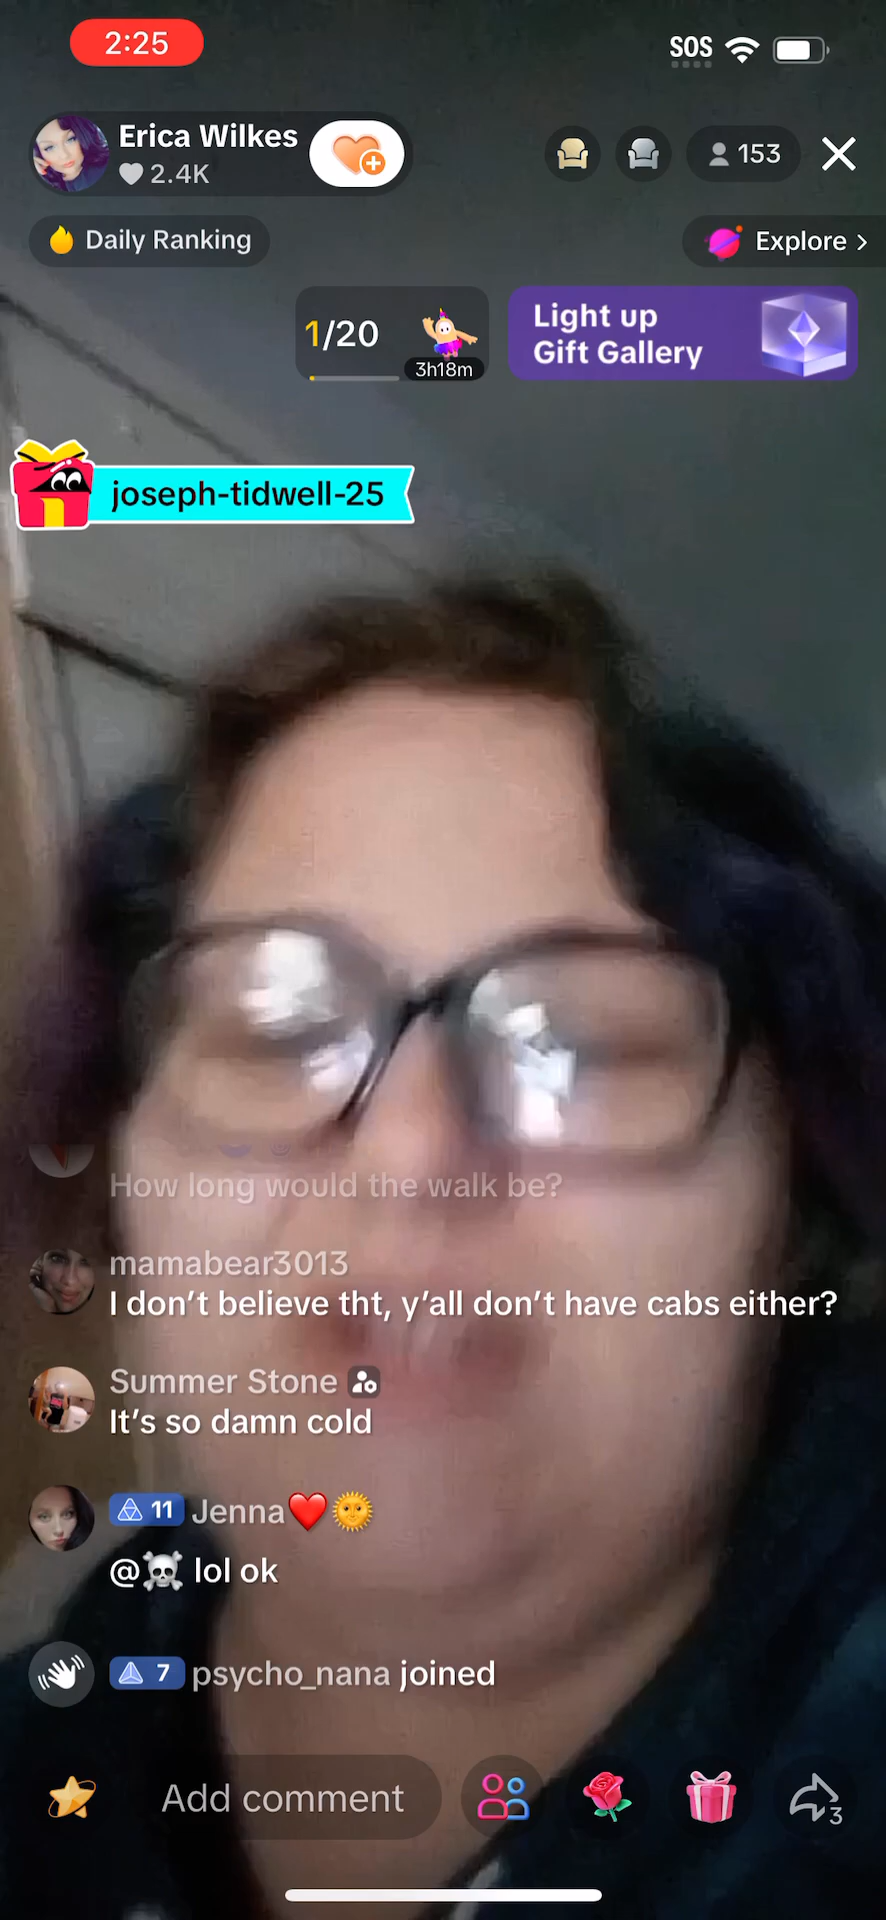 2:25
SOS
Erica Wilkes
2.4K
153
Daily Ranking
Explore >
1/20
3h18m
Light up
Gift Gallery
joseph-tidwell-25
How long would the walk be?
mamabear3013
I don't believe tht, y'all don't have cabs either?
Summer Stone
It's so damn cold
11 Jenna❤️🌞
@☠️ lol ok
7 psycho_nana joined
Add comment
3